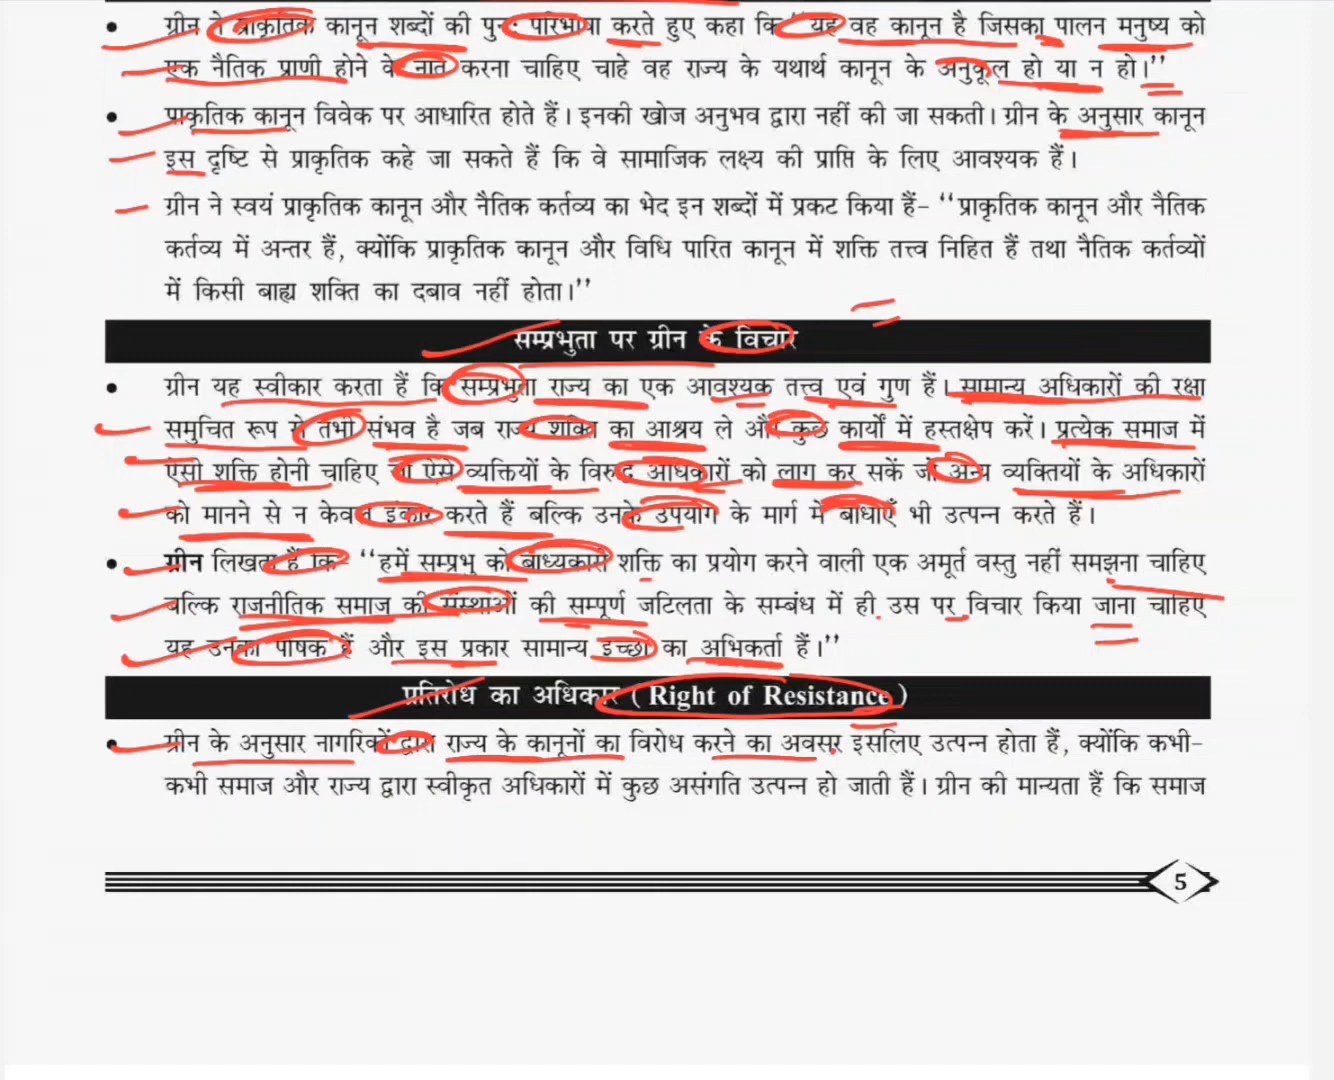 ग्रीन ने प्राकृतिक कानून शब्दों की पुनः परिभाषा करते हुए कहा कि ‘‘यह वह कानून है जिसका पालन मनुष्य को
एक नैतिक प्राणी होने के नाते करना चाहिए चाहे वह राज्य के यथार्थ कानून के अनुकूल हो या न हो।’’
प्राकृतिक कानून विवेक पर आधारित होते हैं। इनकी खोज अनुभव द्वारा नहीं की जा सकती। ग्रीन के अनुसार कानून
इस दृष्टि से प्राकृतिक कहे जा सकते हैं कि वे सामाजिक लक्ष्य की प्राप्ति के लिए आवश्यक हैं।
ग्रीन ने स्वयं प्राकृतिक कानून और नैतिक कर्तव्य का भेद इन शब्दों में प्रकट किया हैं- ‘‘प्राकृतिक कानून और नैतिक
कर्तव्य में अन्तर हैं, क्योंकि प्राकृतिक कानून और विधि पारित कानून में शक्ति तत्त्व निहित हैं तथा नैतिक कर्तव्यों
में किसी बाह्य शक्ति का दबाव नहीं होता।’’
सम्प्रभुता पर ग्रीन के विचार
ग्रीन यह स्वीकार करता हैं कि सम्प्रभुता राज्य का एक आवश्यक तत्त्व एवं गुण हैं। सामान्य अधिकारों की रक्षा
समुचित रूप से तभी संभव है जब राज्य शक्ति का आश्रय ले और कुछ कार्यों में हस्तक्षेप करें। प्रत्येक समाज में
ऐसी शक्ति होनी चाहिए जो ऐसे व्यक्तियों के विरुद्ध अधिकारों को लाग कर सकें जो अन्य व्यक्तियों के अधिकारों
को मानने से न केवल इंकार करते हैं बल्कि उनके उपयोग के मार्ग में बाधाएँ भी उत्पन्न करते हैं।
ग्रीन लिखता हैं कि- ‘‘हमें सम्प्रभु को बाध्यकारी शक्ति का प्रयोग करने वाली एक अमूर्त वस्तु नहीं समझना चाहिए
बल्कि राजनीतिक समाज की संस्थाओं की सम्पूर्ण जटिलता के सम्बंध में ही उस पर विचार किया जाना चाहिए
यह उनका पोषक हैं और इस प्रकार सामान्य इच्छा का अभिकर्ता हैं।’’
प्रतिरोध का अधिकार ( Right of Resistance )
ग्रीन के अनुसार नागरिकों द्वारा राज्य के कानूनों का विरोध करने का अवसर इसलिए उत्पन्न होता हैं, क्योंकि कभी-
कभी समाज और राज्य द्वारा स्वीकृत अधिकारों में कुछ असंगति उत्पन्न हो जाती हैं। ग्रीन की मान्यता हैं कि समाज
5